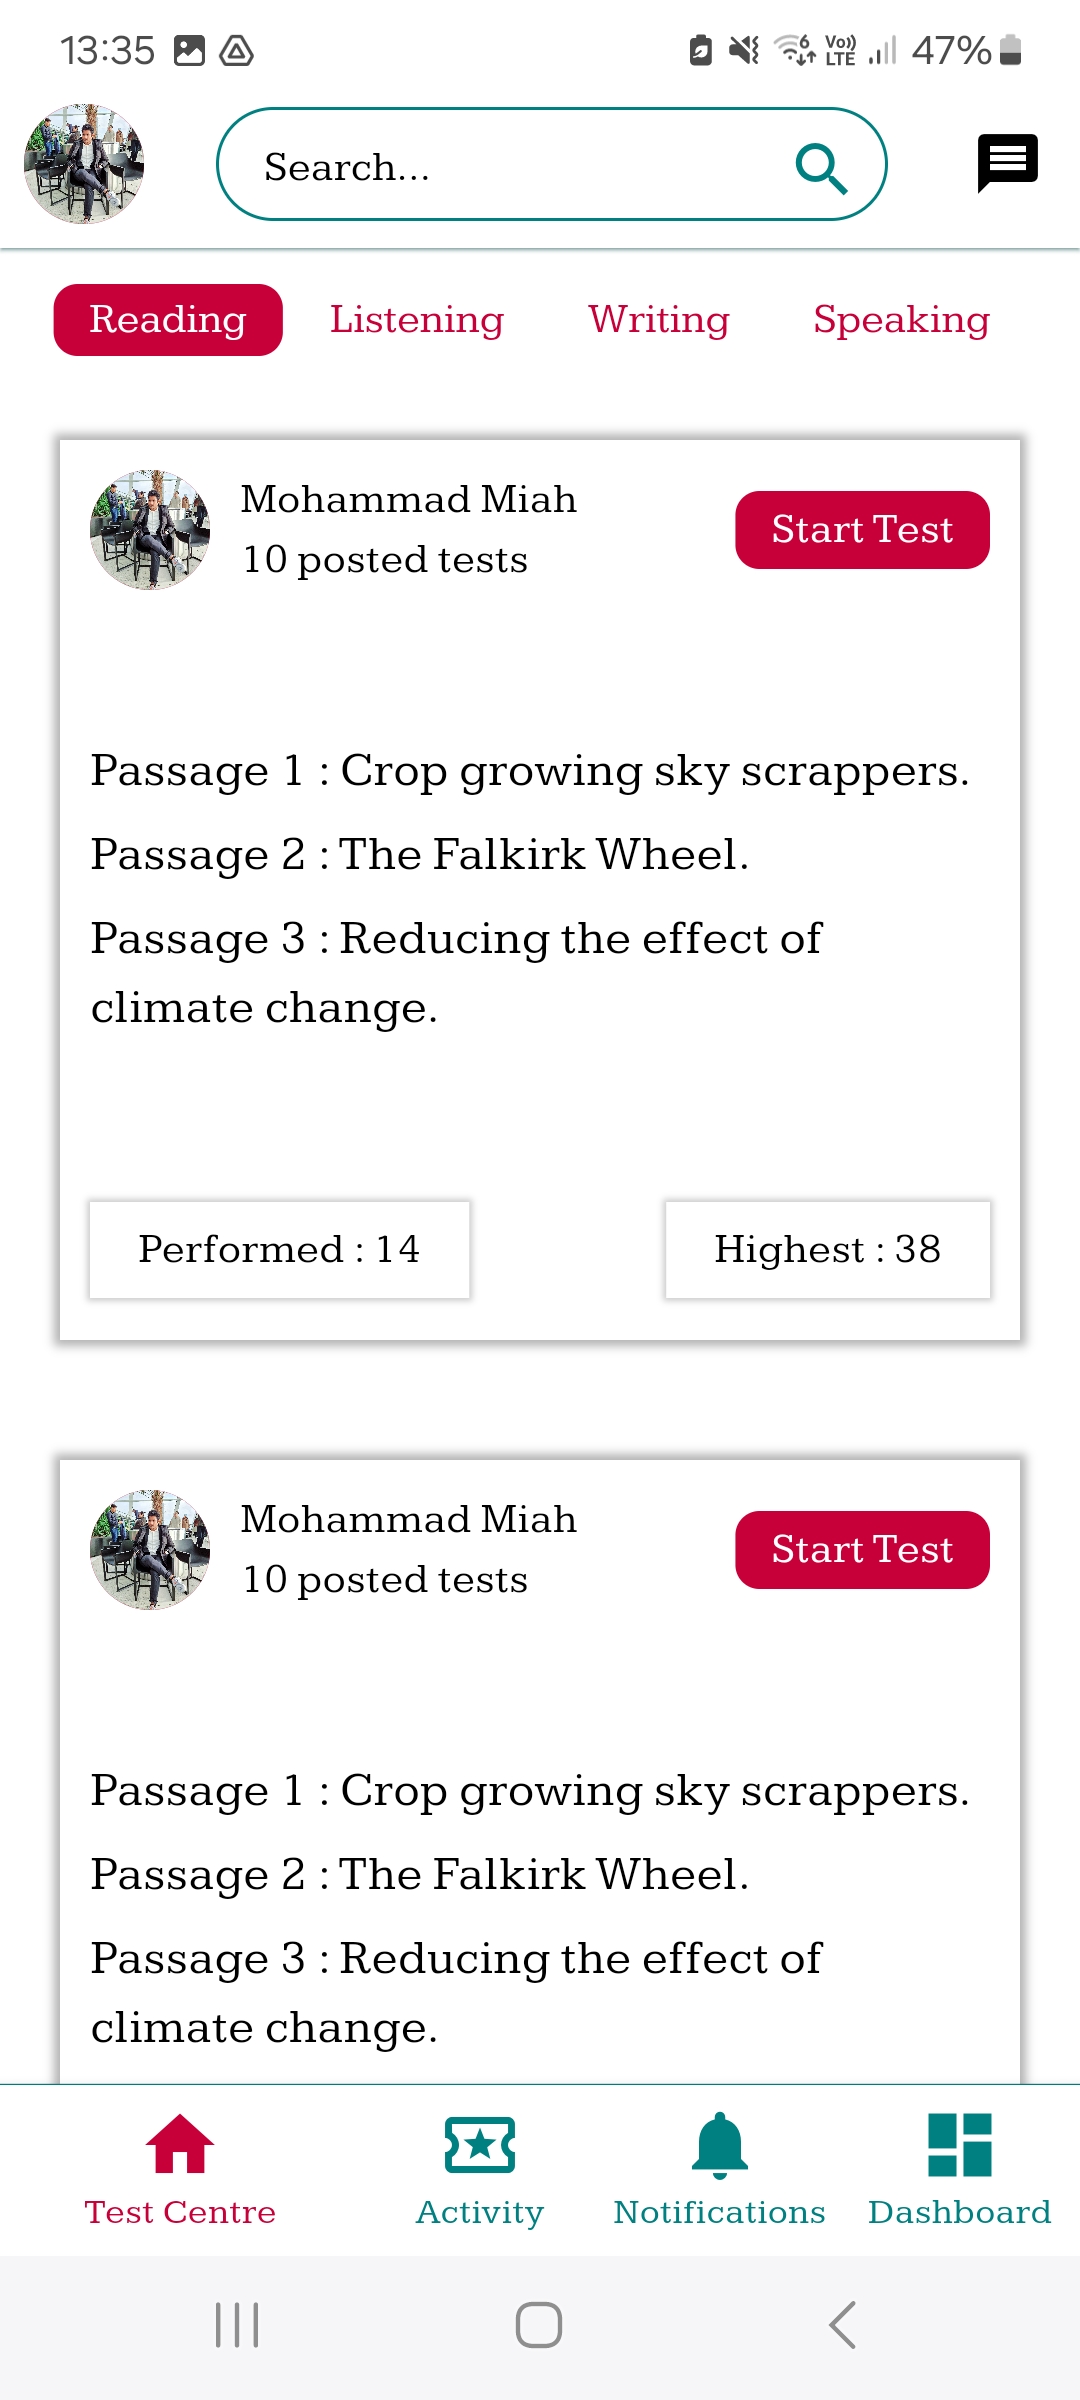 13:35 Vo)) LTE 47%
Search...
Reading Listening Writing Speaking
Mohammad Miah
10 posted tests
Start Test
Passage 1 : Crop growing sky scrappers.
Passage 2 : The Falkirk Wheel.
Passage 3 : Reducing the effect of
climate change.
Performed : 14 Highest : 38
Mohammad Miah
10 posted tests
Start Test
Passage 1 : Crop growing sky scrappers.
Passage 2 : The Falkirk Wheel.
Passage 3 : Reducing the effect of
climate change.
Test Centre Activity Notifications Dashboard